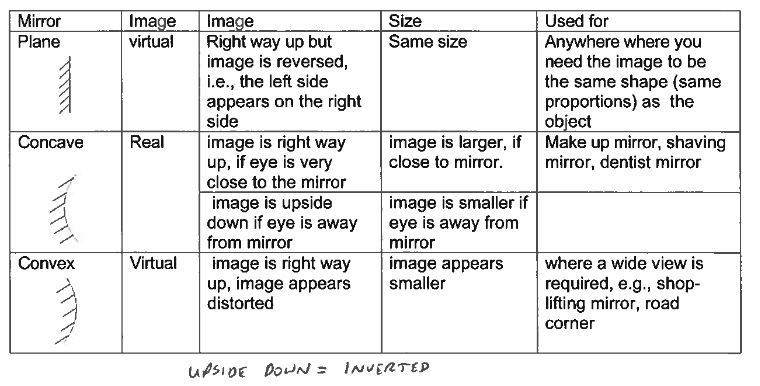 Mirror Image Image Size Used for
Plane virtual Right way up but Same size Anywhere where you
image is reversed, need the image to be
i.e., the left side the same shape (same
appears on the right proportions) as the
side object
Concave Real image is right way image is larger, if Make up mirror, shaving
up, if eye is very close to mirror. mirror, dentist mirror
close to the mirror
image is upside image is smaller if
down if eye is away eye is away from
from mirror mirror
Convex Virtual image is right way image appears where a wide view is
up, image appears smaller required, e.g., shop-
distorted lifting mirror, road
corner
UPSIDE DOWN = INVERTED